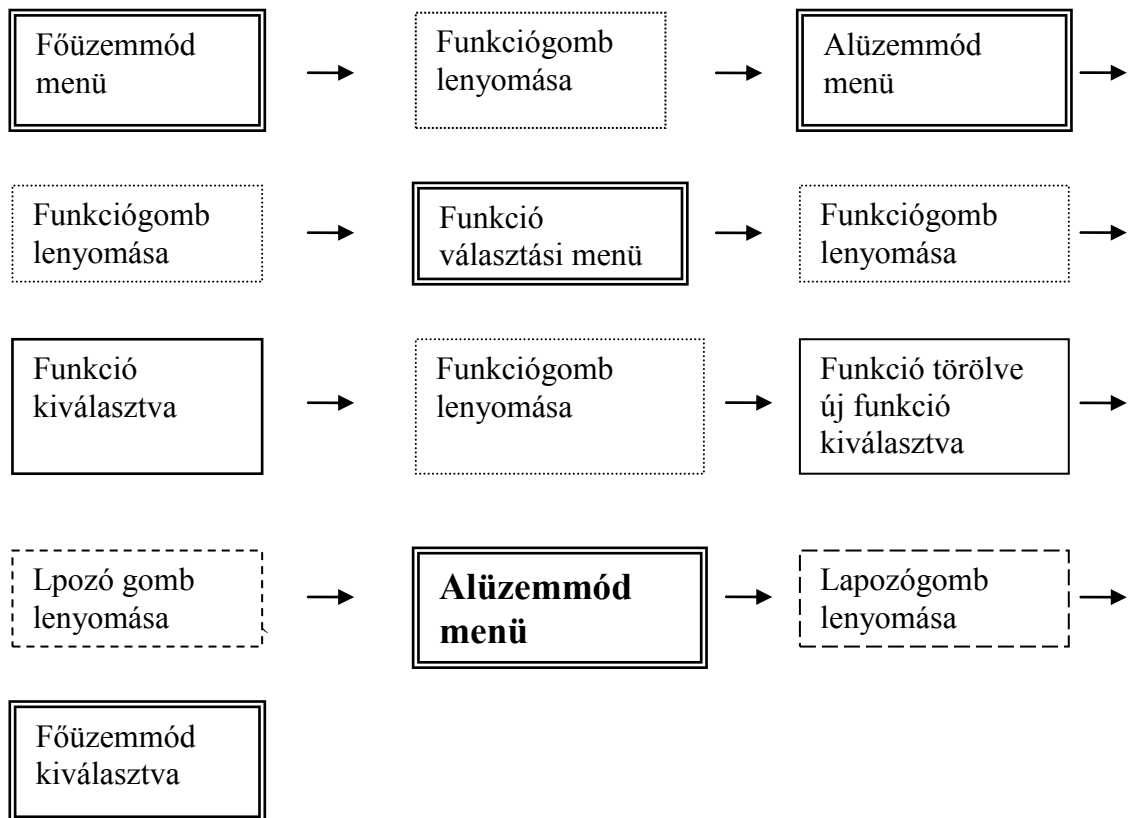 Főüzemmód
menü
Funkciógomb
lenyomása
Alüzemmód
menü
Funkciógomb
lenyomása
Funkció
választási menü
Funkciógomb
lenyomása
Funkció
kiválasztva
Funkciógomb
lenyomása
Funkció törölve
új funkció
kiválasztva
Lpozó gomb
lenyomása
Alüzemmód
menü
Lapozógomb
lenyomása
Főüzemmód
kiválasztva